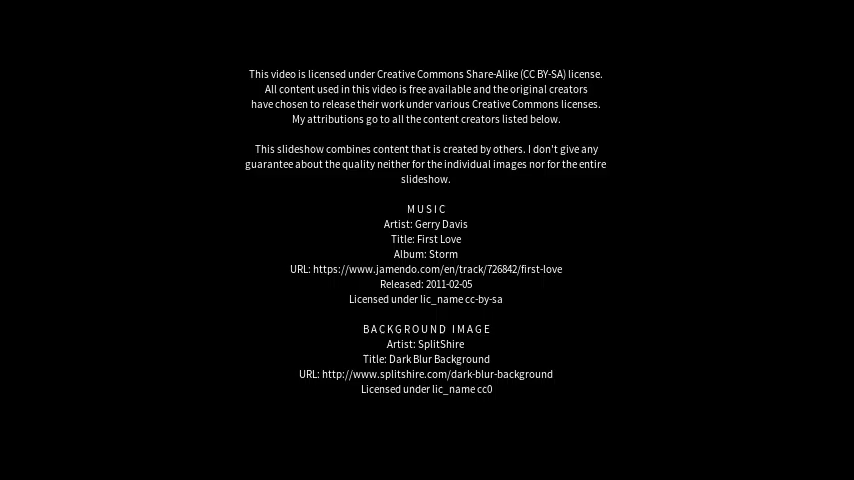 This video is licensed under Creative Commons Share-Alike (CC BY-SA) license.
All content used in this video is free available and the original creators
have chosen to release their work under various Creative Commons licenses.
My attributions go to all the content creators listed below.
This slideshow combines content that is created by others. I don't give any
guarantee about the quality neither for the individual images nor for the entire
slideshow.
MUSIC
Artist: Gerry Davis
Title: First Love
Album: Storm
URL: https://www.jamendo.com/en/track/726842/first-love
Released: 2011-02-05
Licensed under lic_name cc-by-sa
BACKGROUND IMAGE
Artist: SplitShire
Title: Dark Blur Background
URL: http://www.splitshire.com/dark-blur-background
Licensed under lic_name cc0